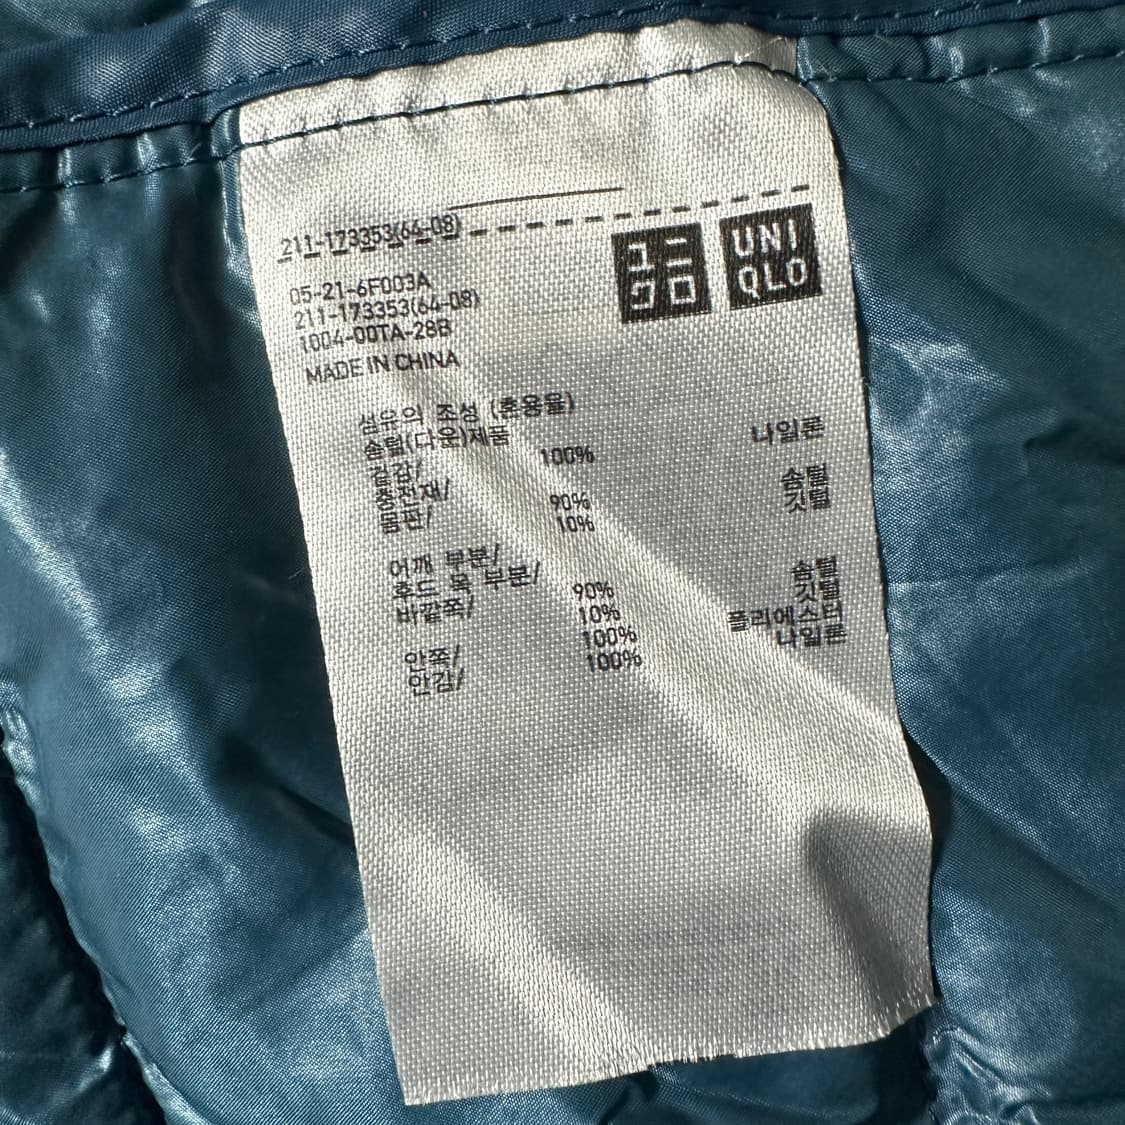 211-173353(64-08)
ユニ
クロ
UNI
QLO
05-21-6F003A
211-173353(64-08)
1004-00TA-28B
MADE IN CHINA
섬유의 조성 (혼용율)
솜털(다운)제품
겉감/ 100% 나일론
충전재/
몸판/ 90% 솜털
10% 깃털
어깨 부분/
후드 목 부분/
바깥쪽/ 90% 솜털
10% 깃털
안쪽/ 100% 폴리에스터
안감/ 100% 나일론